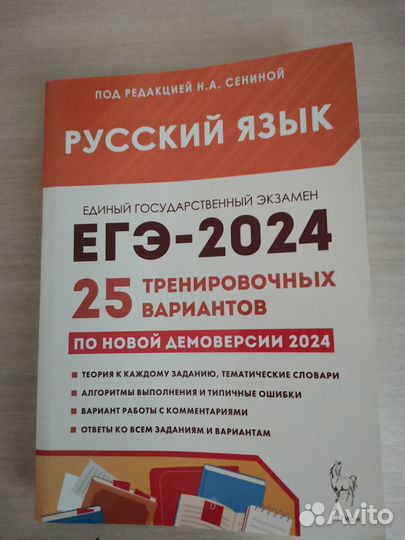 ПОД РЕДАКЦИЕЙ Н.А. СЕНИНОЙ
РУССКИЙ ЯЗЫК
ЕДИНЫЙ ГОСУДАРСТВЕННЫЙ ЭКЗАМЕН
ЕГЭ-2024
25 ТРЕНИРОВОЧНЫХ
ВАРИАНТОВ
ПО НОВОЙ ДЕМОВЕРСИИ 2024
ТЕОРИЯ К КАЖДОМУ ЗАДАНИЮ, ТЕМАТИЧЕСКИЕ СЛОВАРИ
АЛГОРИТМЫ ВЫПОЛНЕНИЯ И ТИПИЧНЫЕ ОШИБКИ
ВАРИАНТ РАБОТЫ С КОММЕНТАРИЯМИ
ОТВЕТЫ КО ВСЕМ ЗАДАНИЯМ И ВАРИАНТАМ
Avito